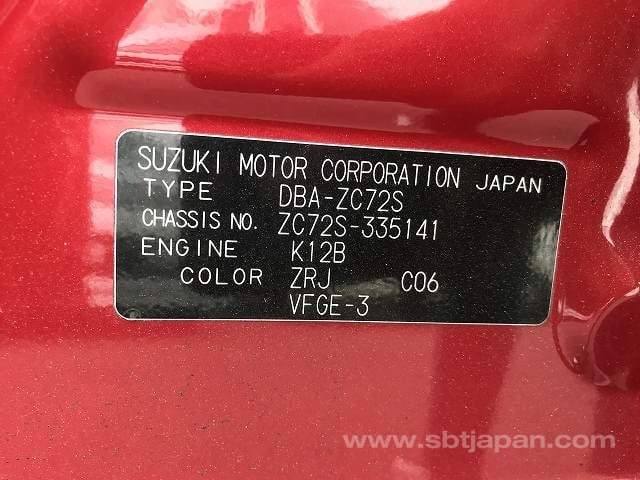 SUZUKI MOTOR CORPORATION JAPAN
TYPE DBA-ZC72S
CHASSIS NO. ZC72S-335141
ENGINE K12B
COLOR ZRJ C06
VFGE-3
www.sbtjapan.com